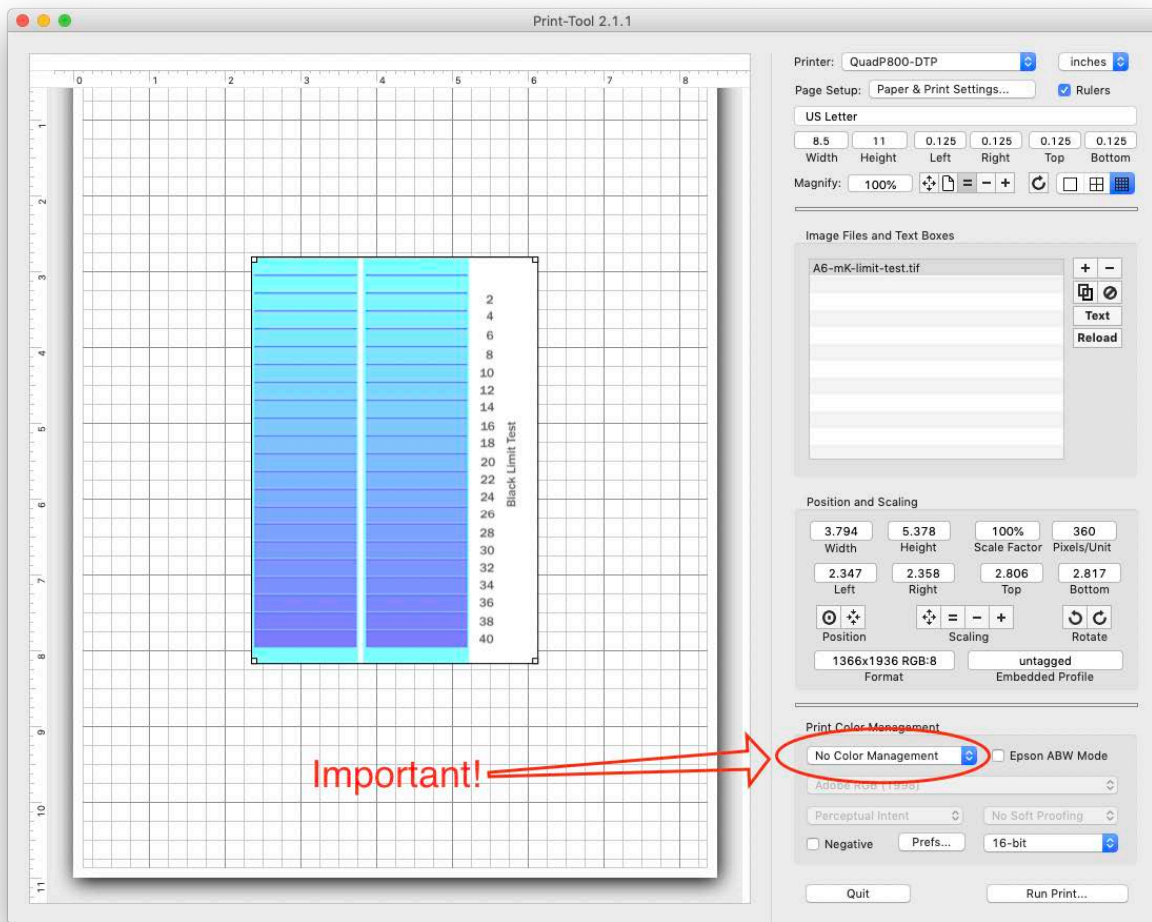 Print-Tool 2.1.1
0 1 2 3 4 5 6 7 8
1
2
3
4
5
6
7
8
9
10
11
2
4
6
8
10
12
14
16
18
20
22
24
26
28
30
32
34
36
38
40
Black Limit Test
Important!
Printer: QuadP800-DTP inches
Page Setup: Paper & Print Settings... Rulers
US Letter
8.5 11 0.125 0.125 0.125 0.125
Width Height Left Right Top Bottom
Magnify: 100% = − +
Image Files and Text Boxes
A6-mK-limit-test.tif + −
Text
Reload
Position and Scaling
3.794 5.378 100% 360
Width Height Scale Factor Pixels/Unit
2.347 2.358 2.806 2.817
Left Right Top Bottom
= − +
Position Scaling Rotate
1366x1936 RGB:8 untagged
Format Embedded Profile
Print Color Management
No Color Management Epson ABW Mode
Adobe RGB (1998)
Perceptual Intent No Soft Proofing
Negative Prefs... 16-bit
Quit Run Print...